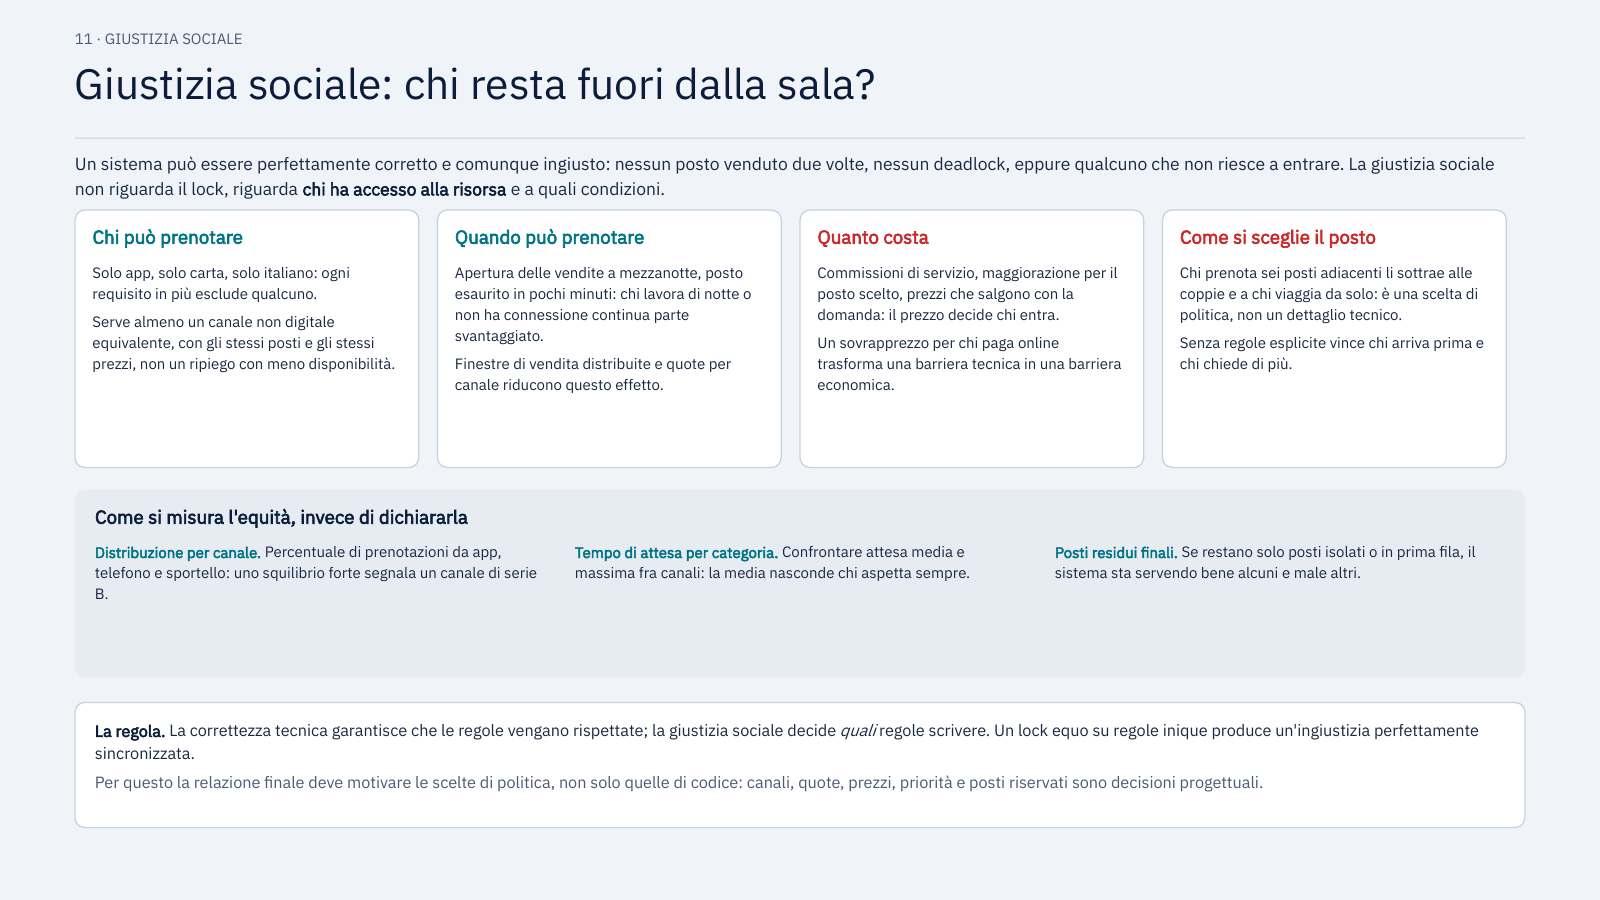 11 · GIUSTIZIA SOCIALE
Giustizia sociale: chi resta fuori dalla sala?
Un sistema può essere perfettamente corretto e comunque ingiusto: nessun posto venduto due volte, nessun deadlock, eppure qualcuno che non riesce a entrare. La giustizia sociale
non riguarda il lock, riguarda chi ha accesso alla risorsa e a quali condizioni.
Chi può prenotare
Solo app, solo carta, solo italiano: ogni
requisito in più esclude qualcuno.
Serve almeno un canale non digitale
equivalente, con gli stessi posti e gli stessi
prezzi, non un ripiego con meno disponibilità.
Quando può prenotare
Apertura delle vendite a mezzanotte, posto
esaurito in pochi minuti: chi lavora di notte o
non ha connessione continua parte
svantaggiato.
Finestre di vendita distribuite e quote per
canale riducono questo effetto.
Quanto costa
Commissioni di servizio, maggiorazione per il
posto scelto, prezzi che salgono con la
domanda: il prezzo decide chi entra.
Un sovrapprezzo per chi paga online
trasforma una barriera tecnica in una barriera
economica.
Come si sceglie il posto
Chi prenota sei posti adiacenti li sottrae alle
coppie e a chi viaggia da solo: è una scelta di
politica, non un dettaglio tecnico.
Senza regole esplicite vince chi arriva prima e
chi chiede di più.
Come si misura l'equità, invece di dichiararla
Distribuzione per canale. Percentuale di prenotazioni da app,
telefono e sportello: uno squilibrio forte segnala un canale di serie
B.
Tempo di attesa per categoria. Confrontare attesa media e
massima fra canali: la media nasconde chi aspetta sempre.
Posti residui finali. Se restano solo posti isolati o in prima fila, il
sistema sta servendo bene alcuni e male altri.
La regola. La correttezza tecnica garantisce che le regole vengano rispettate; la giustizia sociale decide quali regole scrivere. Un lock equo su regole inique produce un'ingiustizia perfettamente
sincronizzata.
Per questo la relazione finale deve motivare le scelte di politica, non solo quelle di codice: canali, quote, prezzi, priorità e posti riservati sono decisioni progettuali.